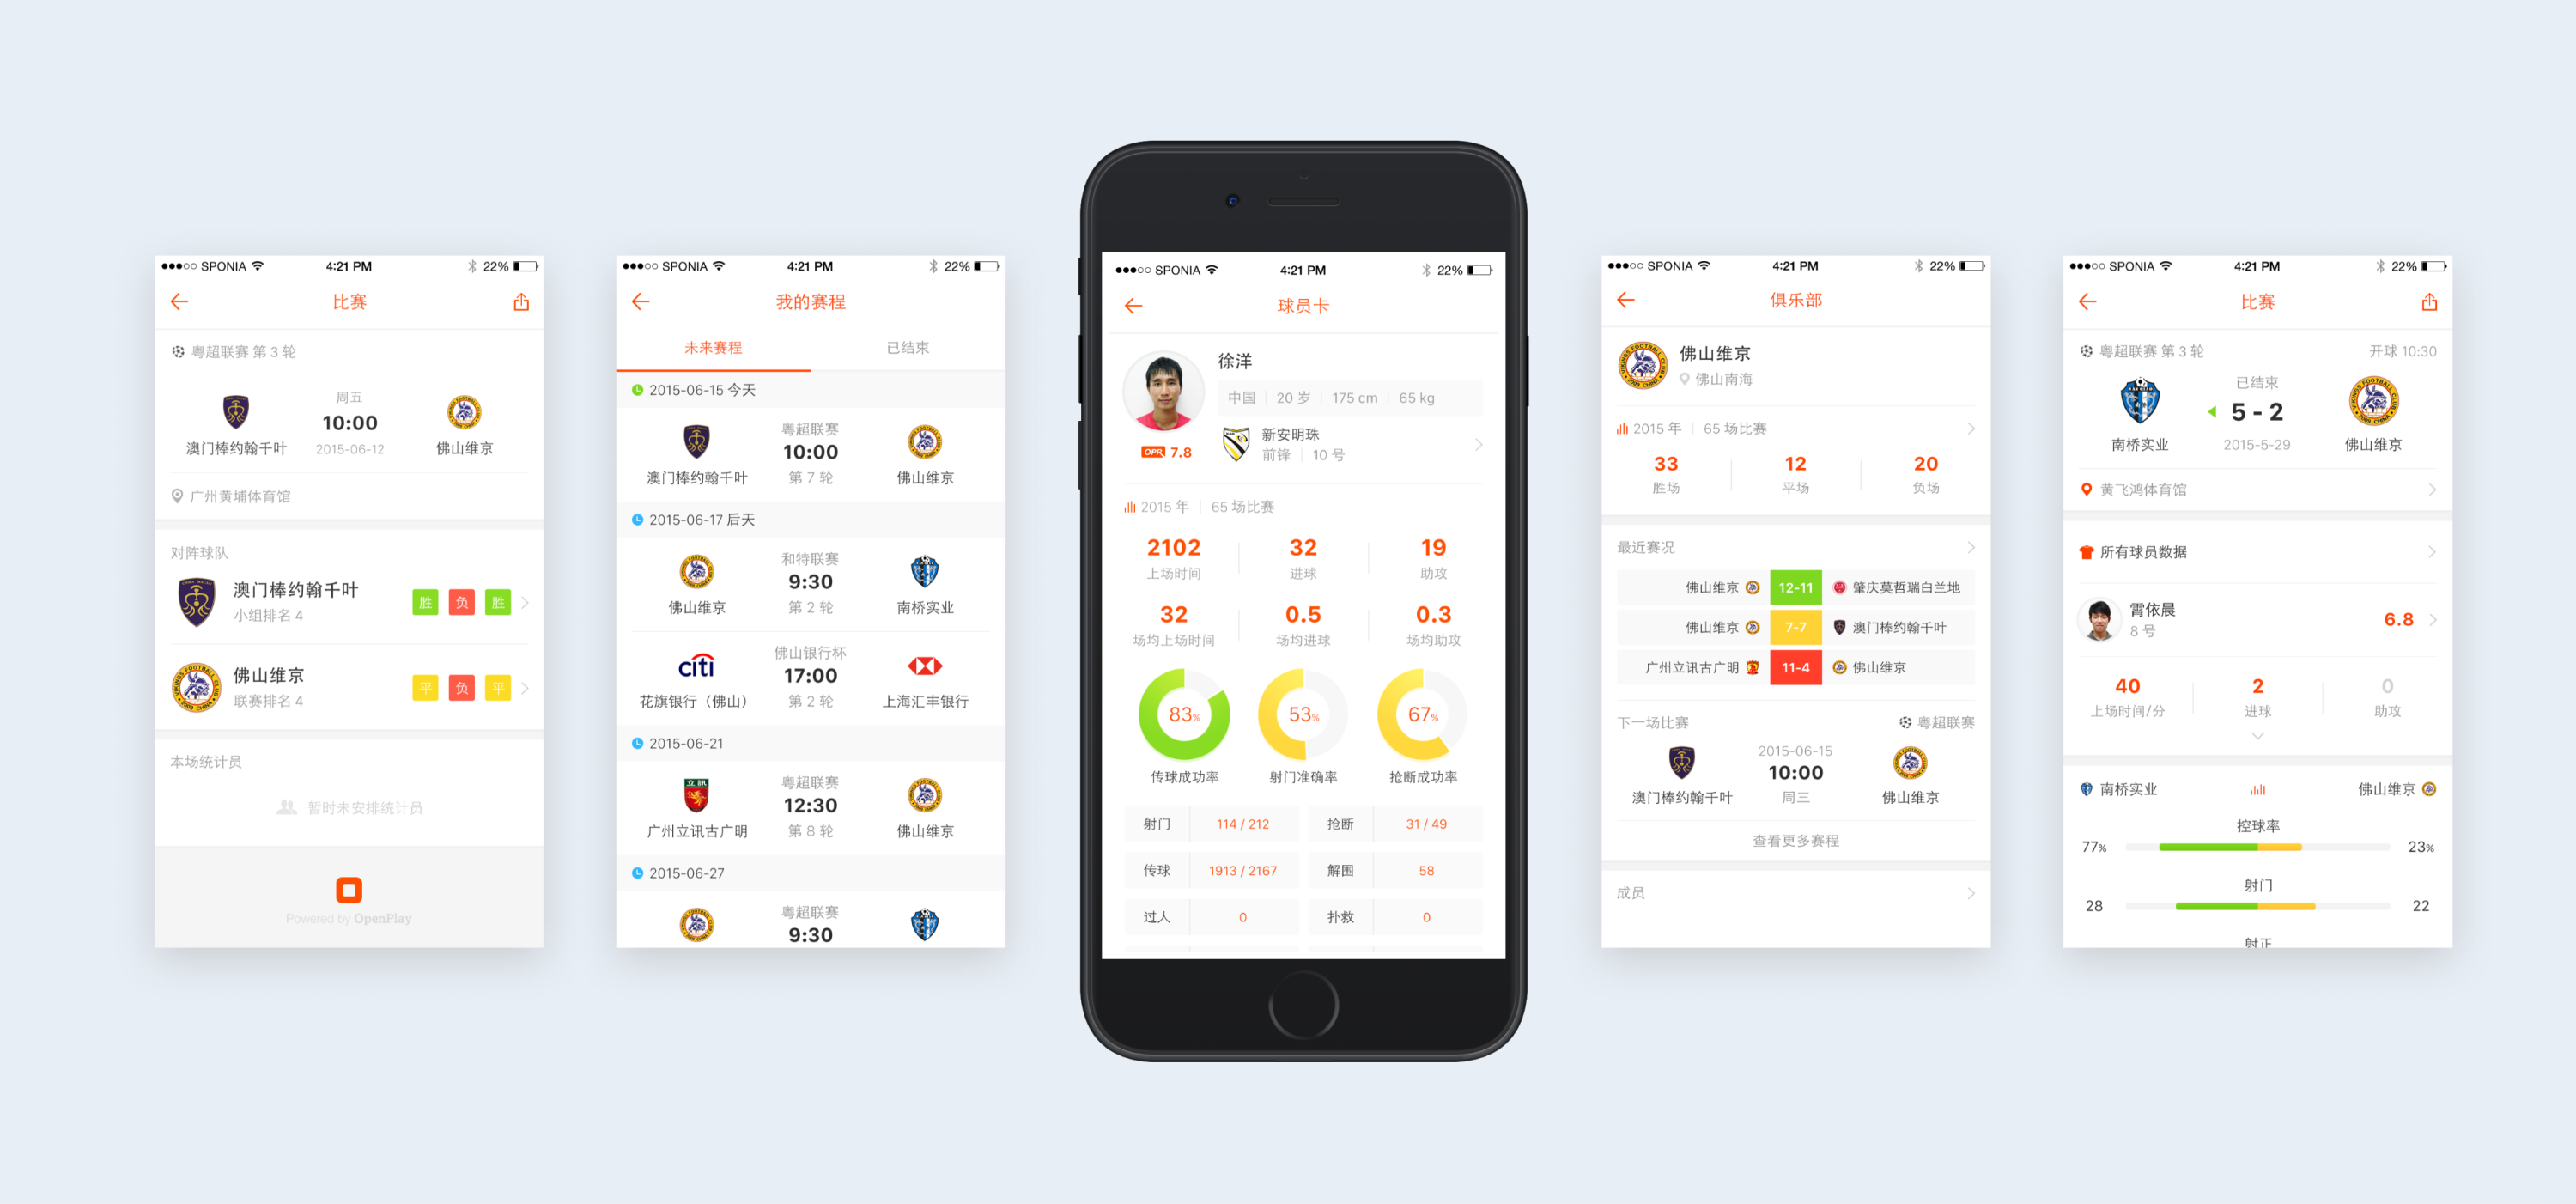 ●●●○○ SPONIA 4:21 PM 22%
比赛
粤超联赛 第 3 轮
周五
10:00
澳门棒约翰千叶 2015-06-12 佛山维京
广州黄埔体育馆
对阵球队
澳门棒约翰千叶
小组排名 4
胜 负 胜
佛山维京
联赛排名 4
平 负 平
本场统计员
暂时未安排统计员
Powered by OpenPlay
●●●○○ SPONIA 4:21 PM 22%
我的赛程
未来赛程 已结束
2015-06-15 今天
粤超联赛
10:00
澳门棒约翰千叶 第 7 轮 佛山维京
2015-06-17 后天
和特联赛
9:30
佛山维京 第 2 轮 南桥实业
citi
佛山银行杯
17:00
花旗银行（佛山） 第 2 轮 上海汇丰银行
2015-06-21
立訊
粤超联赛
12:30
广州立讯古广明 第 8 轮 佛山维京
2015-06-27
粤超联赛
9:30
●●●○○ SPONIA 4:21 PM 22%
球员卡
徐洋
中国 20 岁 175 cm 65 kg
OPR 7.8
新安明珠
前锋 10 号
2015 年 65 场比赛
2102 32 19
上场时间 进球 助攻
32 0.5 0.3
场均上场时间 场均进球 场均助攻
83% 53% 67%
传球成功率 射门准确率 抢断成功率
射门 114 / 212 抢断 31 / 49
传球 1913 / 2167 解围 58
过人 0 扑救 0
●●●○○ SPONIA 4:21 PM 22%
俱乐部
VIKINGS FOOTBALL CLUB
2009 CHINA
佛山维京
佛山南海
2015 年 65 场比赛
33 12 20
胜场 平场 负场
最近赛况
佛山维京 12-11 肇庆莫哲瑞白兰地
佛山维京 7-7 澳门棒约翰千叶
广州立讯古广明 11-4 佛山维京
下一场比赛 粤超联赛
2015-06-15
10:00
澳门棒约翰千叶 周三 佛山维京
查看更多赛程
成员
●●●○○ SPONIA 4:21 PM 22%
比赛
粤超联赛 第 3 轮 开球 10:30
已结束
5 - 2
南桥实业 2015-5-29 佛山维京
黄飞鸿体育馆
所有球员数据
霄依晨
8 号
6.8
40 2 0
上场时间/分 进球 助攻
南桥实业 佛山维京
控球率
77% 23%
射门
28 22
射正